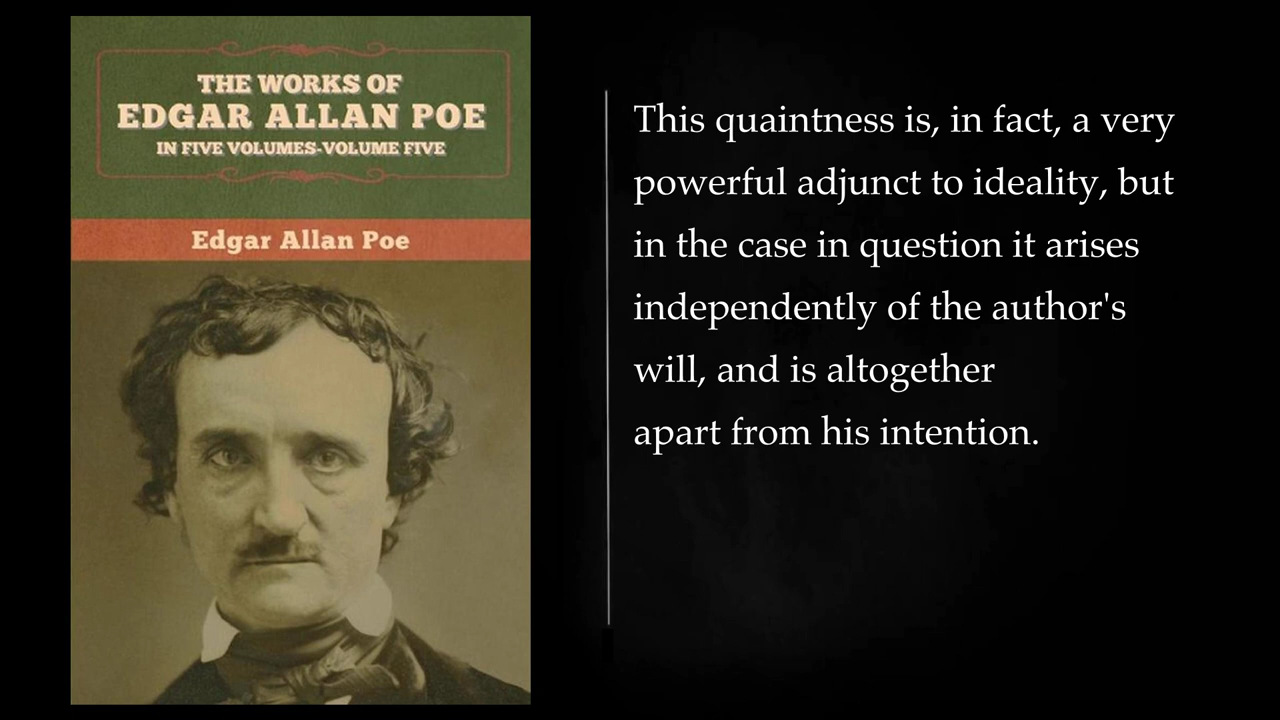 THE WORKS OF
EDGAR ALLAN POE
IN FIVE VOLUMES-VOLUME FIVE
Edgar Allan Poe
This quaintness is, in fact, a very
powerful adjunct to ideality, but
in the case in question it arises
independently of the author's
will, and is altogether
apart from his intention.